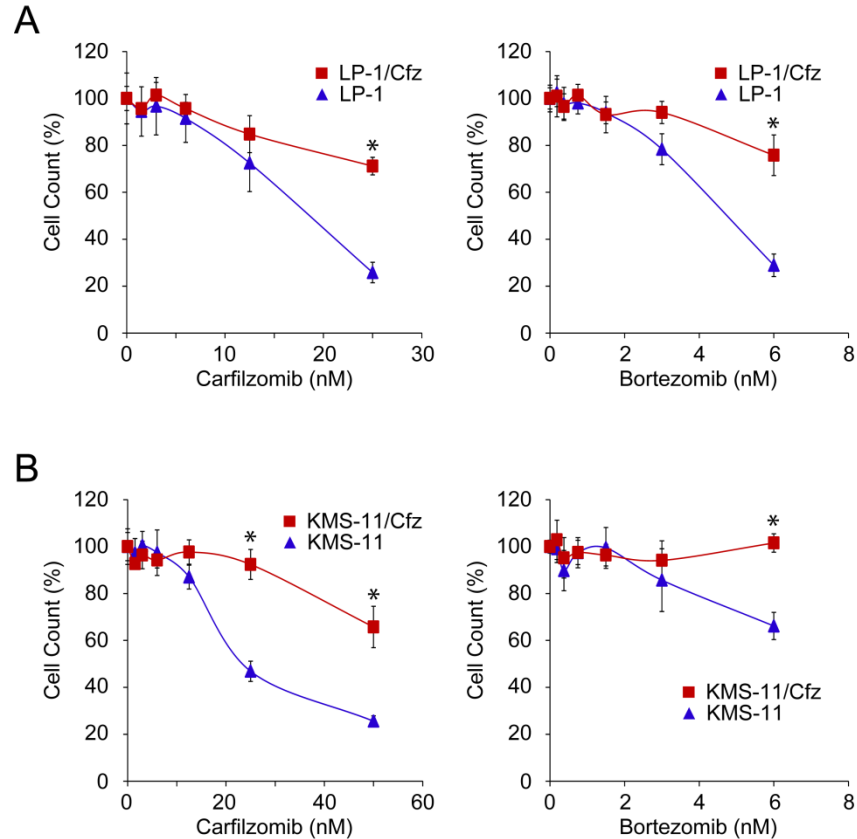 A
120
100
80
60
40
20
0
Cell Count (%)
LP-1/Cfz
LP-1
*
0 10 20 30
Carfilzomib (nM)
120
100
80
60
40
20
0
Cell Count (%)
LP-1/Cfz
LP-1
*
0 2 4 6 8
Bortezomib (nM)
B
120
100
80
60
40
20
0
Cell Count (%)
KMS-11/Cfz
KMS-11
*
*
0 20 40 60
Carfilzomib (nM)
120
100
80
60
40
20
0
Cell Count (%)
*
KMS-11/Cfz
KMS-11
0 2 4 6 8
Bortezomib (nM)